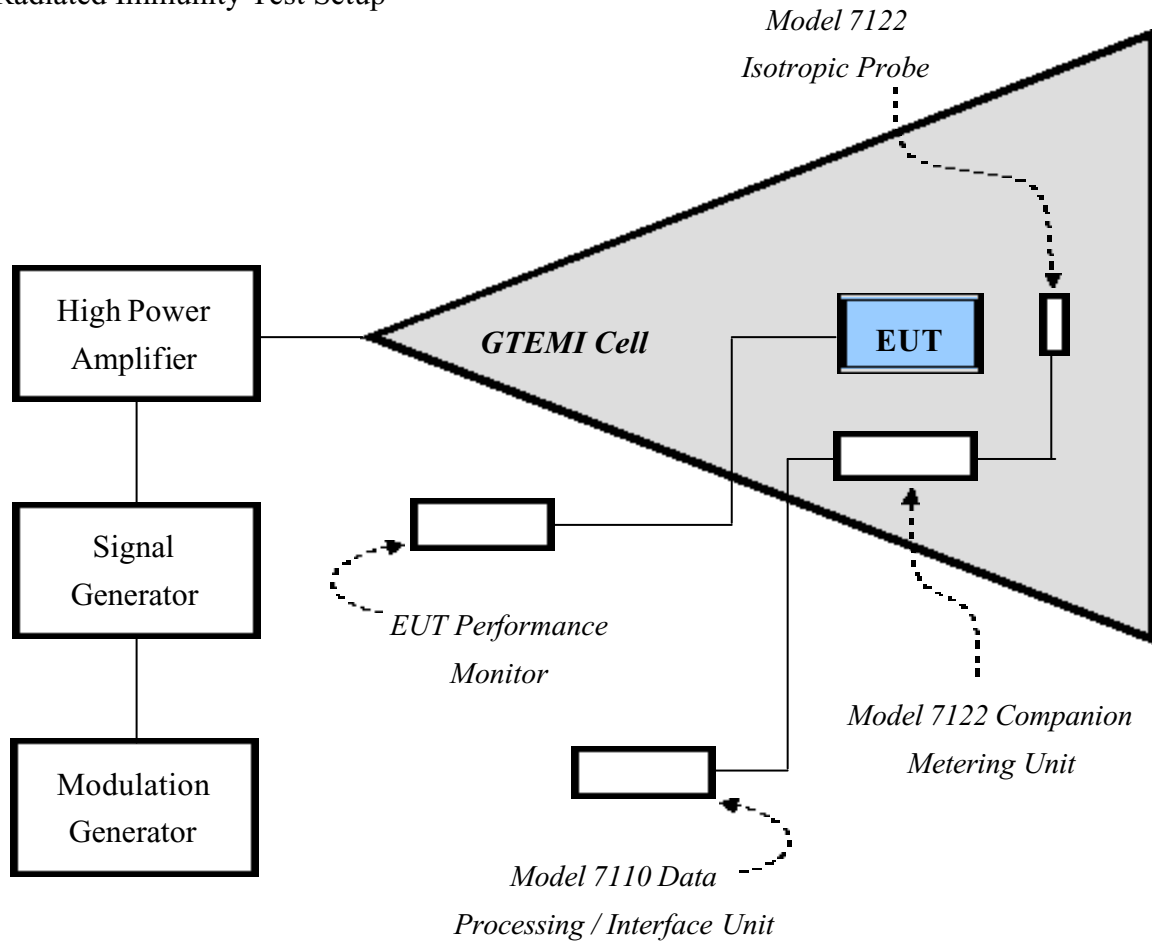 Radiated Immunity Test Setup
Model 7122
Isotropic Probe
High Power
Amplifier
GTEMI Cell
EUT
Signal
Generator
EUT Performance
Monitor
Model 7122 Companion
Metering Unit
Modulation
Generator
Model 7110 Data
Processing / Interface Unit